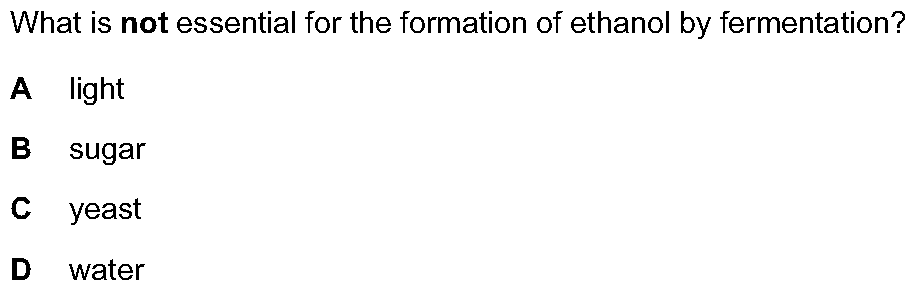 What is not essential for the formation of ethanol by fermentation?
A light
B sugar
C yeast
D water